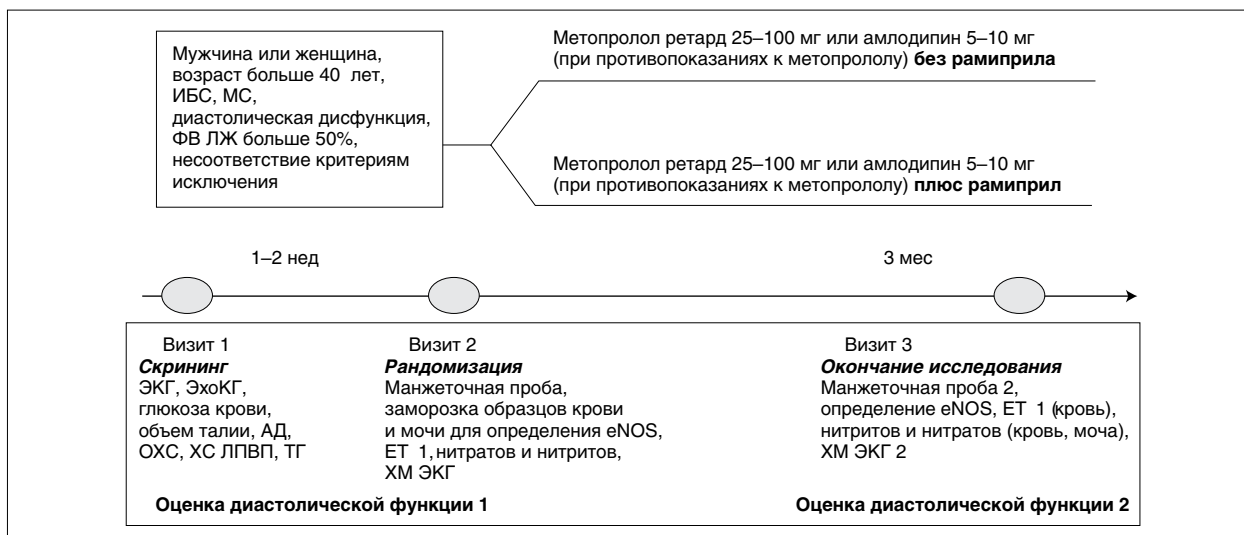 Мужчина или женщина,
возраст больше 40 лет,
ИБС, МС,
диастолическая дисфункция,
ФВ ЛЖ больше 50%,
несоответствие критериям
исключения
Метопролол ретард 25–100 мг или амлодипин 5–10 мг
(при противопоказаниях к метопрололу) без рамиприла
Метопролол ретард 25–100 мг или амлодипин 5–10 мг
(при противопоказаниях к метопрололу) плюс рамиприл
1–2 нед
3 мес
Визит 1
Скрининг
ЭКГ, ЭхоКГ,
глюкоза крови,
объем талии, АД,
ОХС, ХС ЛПВП, ТГ
Визит 2
Рандомизация
Манжеточная проба,
заморозка образцов крови
и мочи для определения eNOS,
ЕТ 1, нитратов и нитритов,
ХМ ЭКГ
Оценка диастолической функции 1
Визит 3
Окончание исследования
Манжеточная проба 2,
определение eNOS, ЕТ 1 (кровь),
нитритов и нитратов (кровь, моча),
ХМ ЭКГ 2
Оценка диастолической функции 2